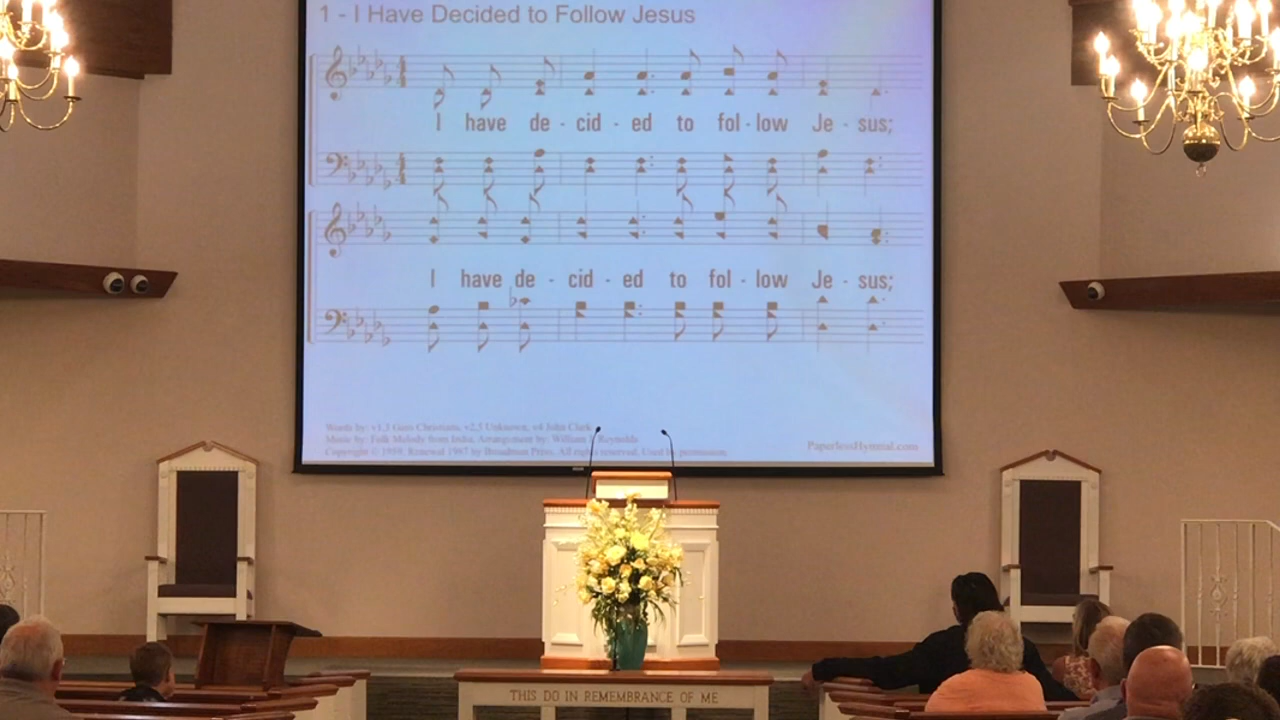 1 - I Have Decided to Follow Jesus
I have de - cid - ed to fol - low Je - sus;
I have de - cid - ed to fol - low Je - sus;
Words by: v1,3 Garo Christians; v2,5 Unknown; v4 John Clark
Music by: Folk Melody from India; Arrangement by: William J. Reynolds
Copyright © 1959. Renewal 1987 by Broadman Press. All rights reserved. Used by permission.
PaperlessHymnal.com
THIS DO IN REMEMBRANCE OF ME